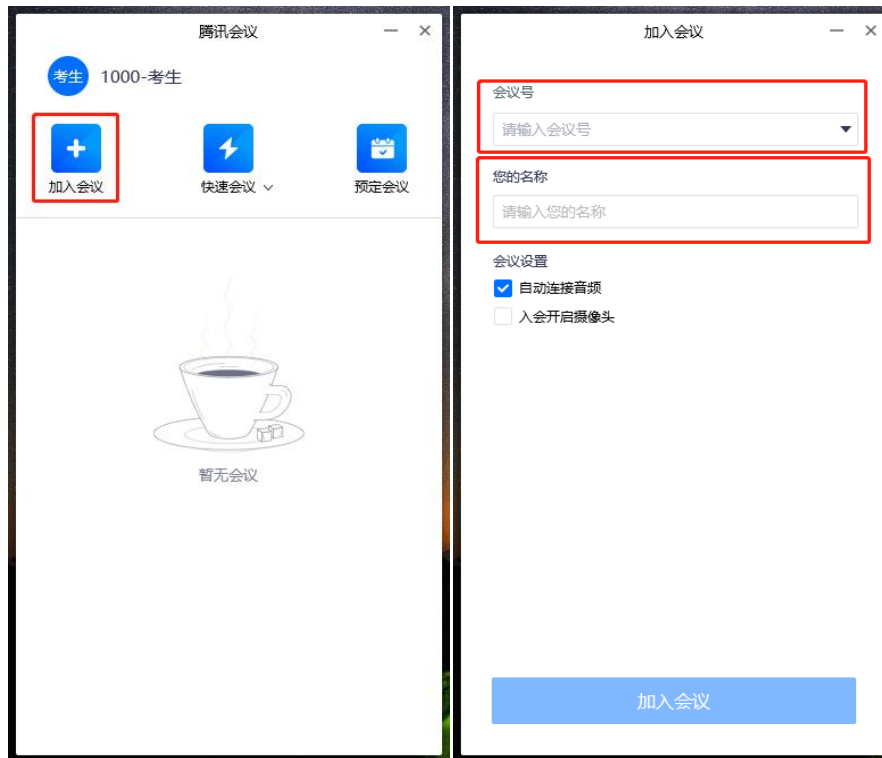 腾讯会议
考生 1000-考生
加入会议 快速会议 预定会议
暂无会议
加入会议
会议号
请输入会议号
您的名称
请输入您的名称
会议设置
自动连接音频
入会开启摄像头
加入会议